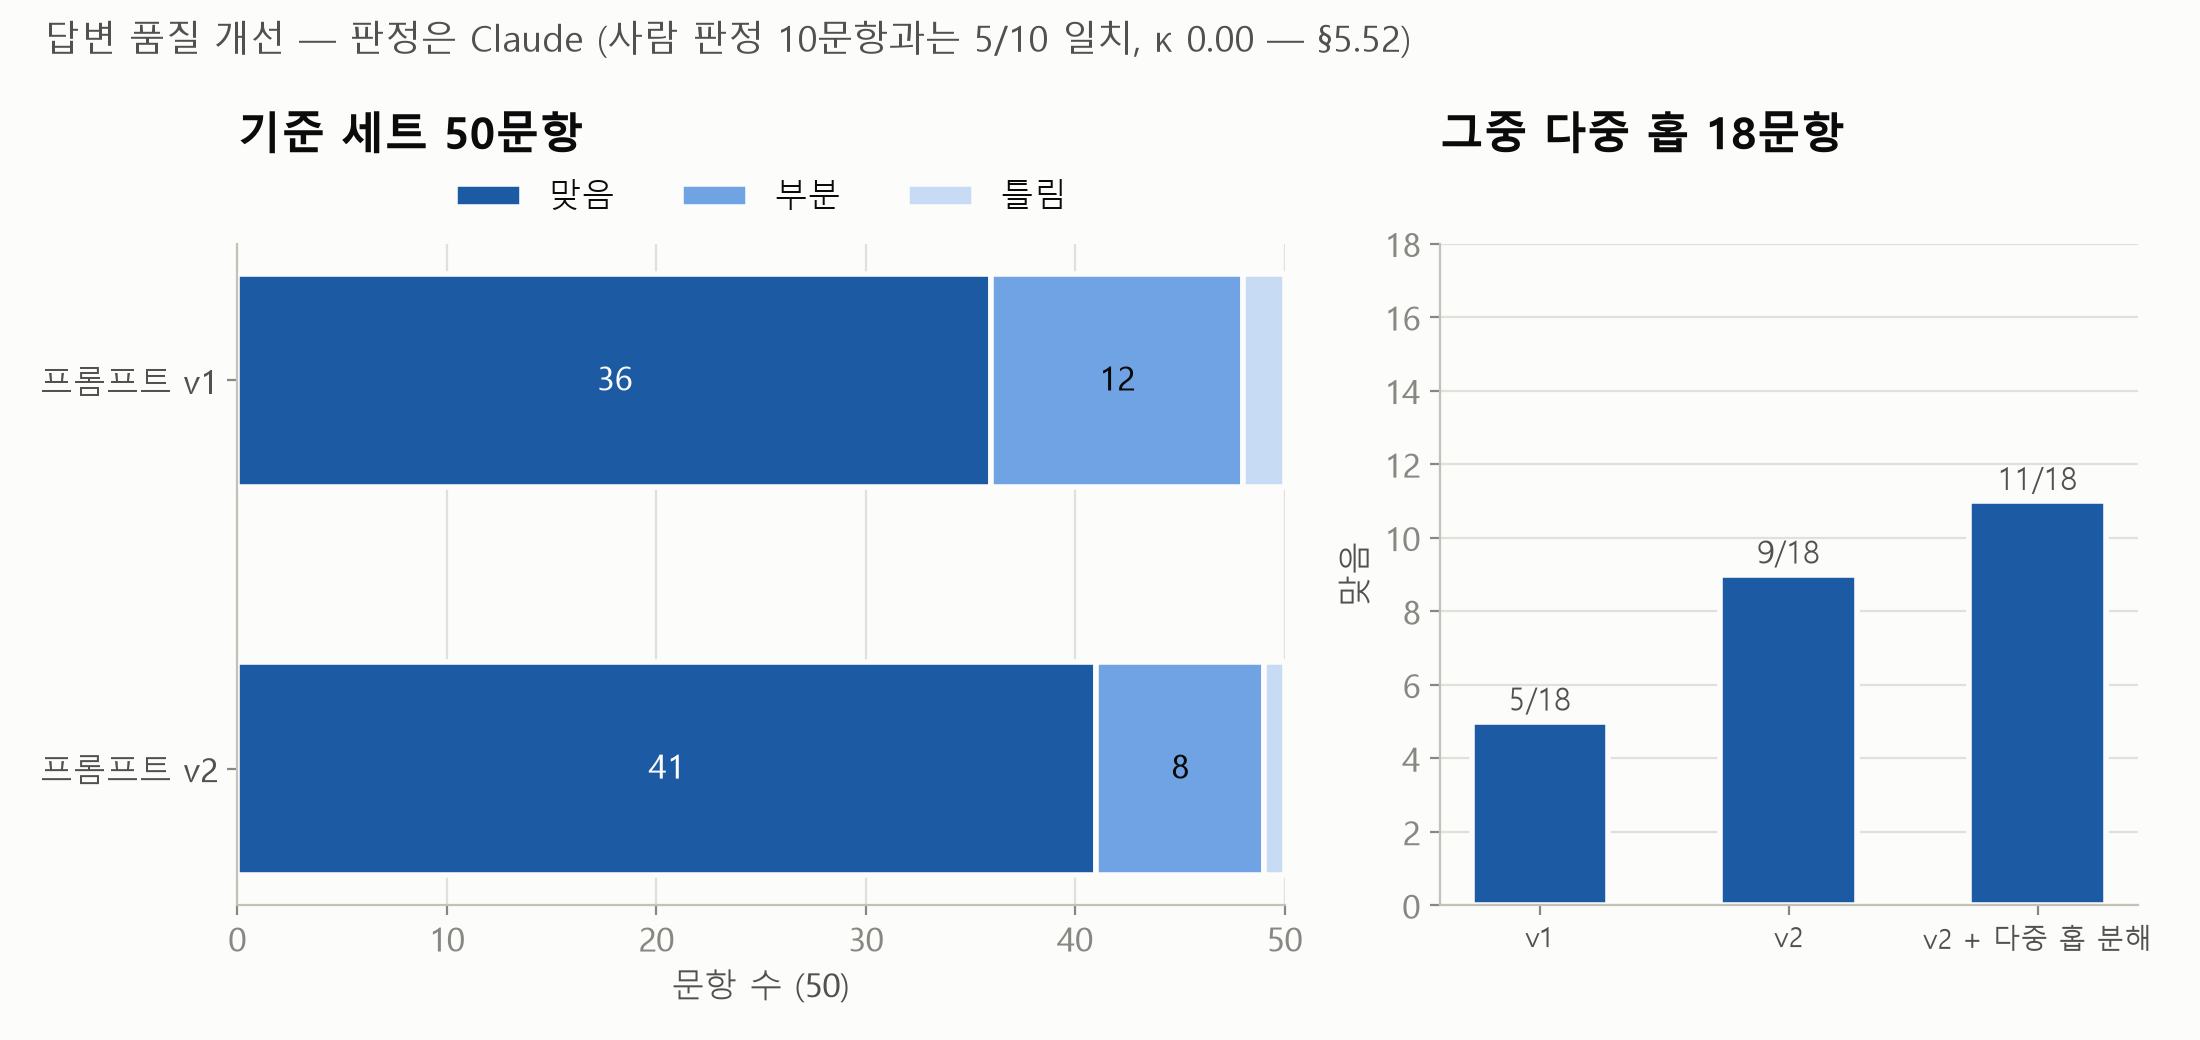 답변 품질 개선 — 판정은 Claude (사람 판정 10문항과는 5/10 일치, κ 0.00 — §5.52)
기준 세트 50문항
맞음 부분 틀림
프롬프트 v1
36
12
프롬프트 v2
41
8
0 10 20 30 40 50
문항 수 (50)
그중 다중 홉 18문항
맞음
18
16
14
12
10
8
6
4
2
0
5/18
9/18
11/18
v1 v2 v2 + 다중 홉 분해